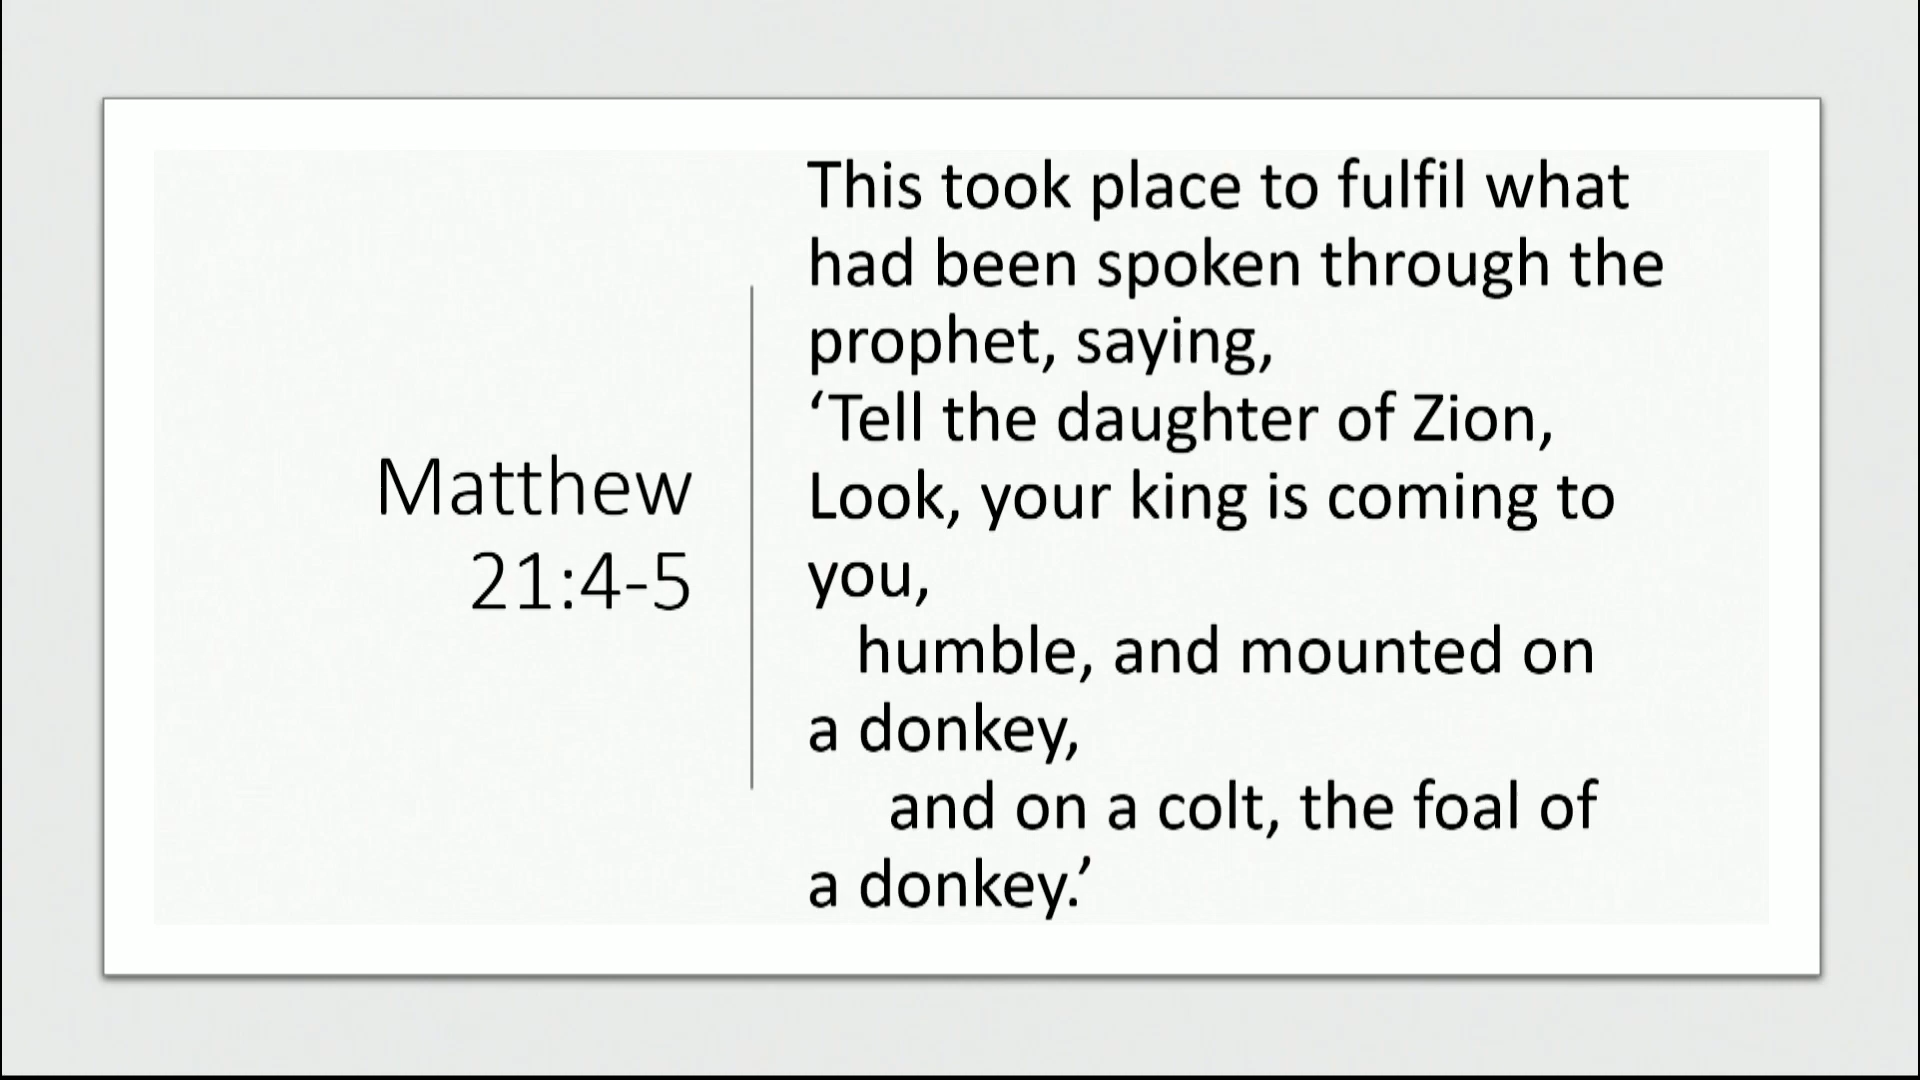 Matthew
21:4-5
This took place to fulfil what
had been spoken through the
prophet, saying,
‘Tell the daughter of Zion,
Look, your king is coming to
you,
humble, and mounted on
a donkey,
and on a colt, the foal of
a donkey.’